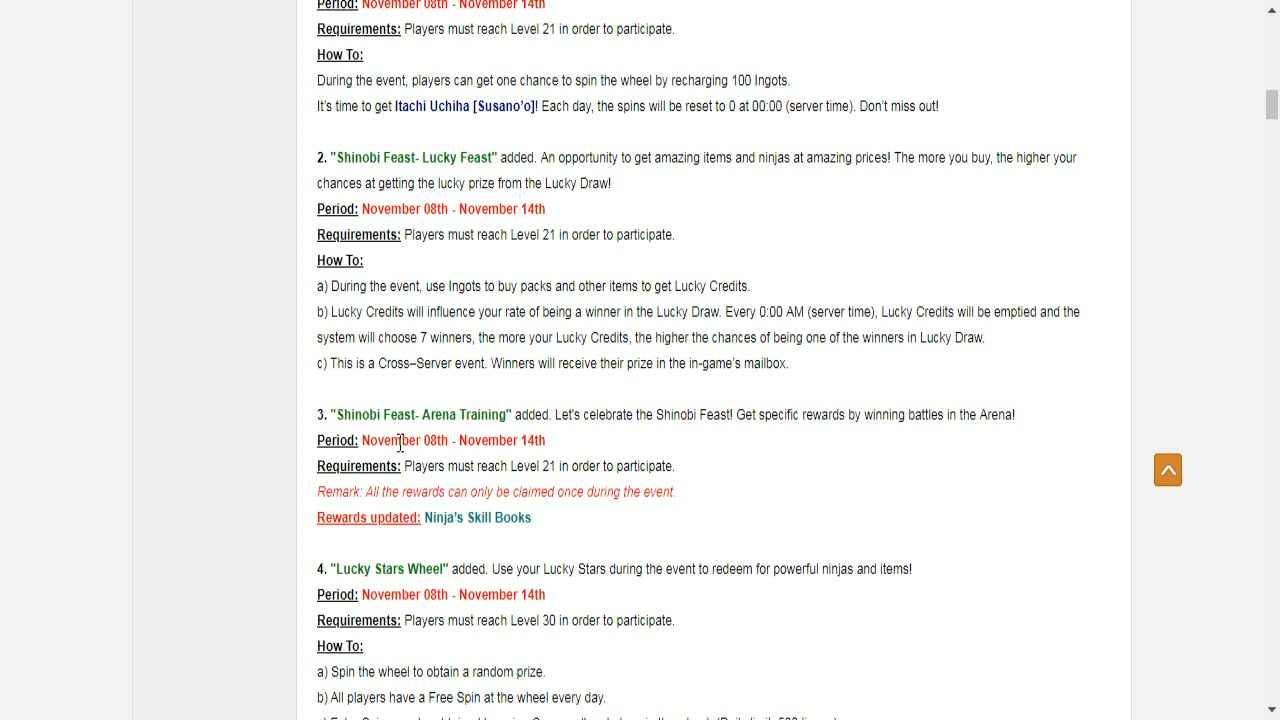 Period: November 08th - November 14th
Requirements: Players must reach Level 21 in order to participate.
How To:
During the event, players can get one chance to spin the wheel by recharging 100 Ingots.
It’s time to get Itachi Uchiha [Susano’o]! Each day, the spins will be reset to 0 at 00:00 (server time). Don’t miss out!
2. "Shinobi Feast- Lucky Feast" added. An opportunity to get amazing items and ninjas at amazing prizes! The more you buy, the higher your
chances at getting the lucky prize from the Lucky Draw!
Period: November 08th - November 14th
Requirements: Players must reach Level 21 in order to participate.
How To:
a) During the event, use Ingots to buy packs and other items to get Lucky Credits.
b) Lucky Credits will influence your rate of being a winner in the Lucky Draw. Every 0:00 AM (server time), Lucky Credits will be emptied and the
system will choose 7 winners, the more your Lucky Credits, the higher the chances of being one of the winners in Lucky Draw.
c) This is a Cross–Server event. Winners will receive their prize in the in-game’s mailbox.
3. "Shinobi Feast- Arena Training" added. Let's celebrate the Shinobi Feast! Get specific rewards by winning battles in the Arena!
Period: November 08th - November 14th
Requirements: Players must reach Level 21 in order to participate.
Remark: All the rewards can only be claimed once during the event.
Rewards updated: Ninja’s Skill Books
4. "Lucky Stars Wheel" added. Use your Lucky Stars during the event to redeem for powerful ninjas and items!
Period: November 08th - November 14th
Requirements: Players must reach Level 30 in order to participate.
How To:
a) Spin the wheel to obtain a random prize.
b) All players have a Free Spin at the wheel every day.